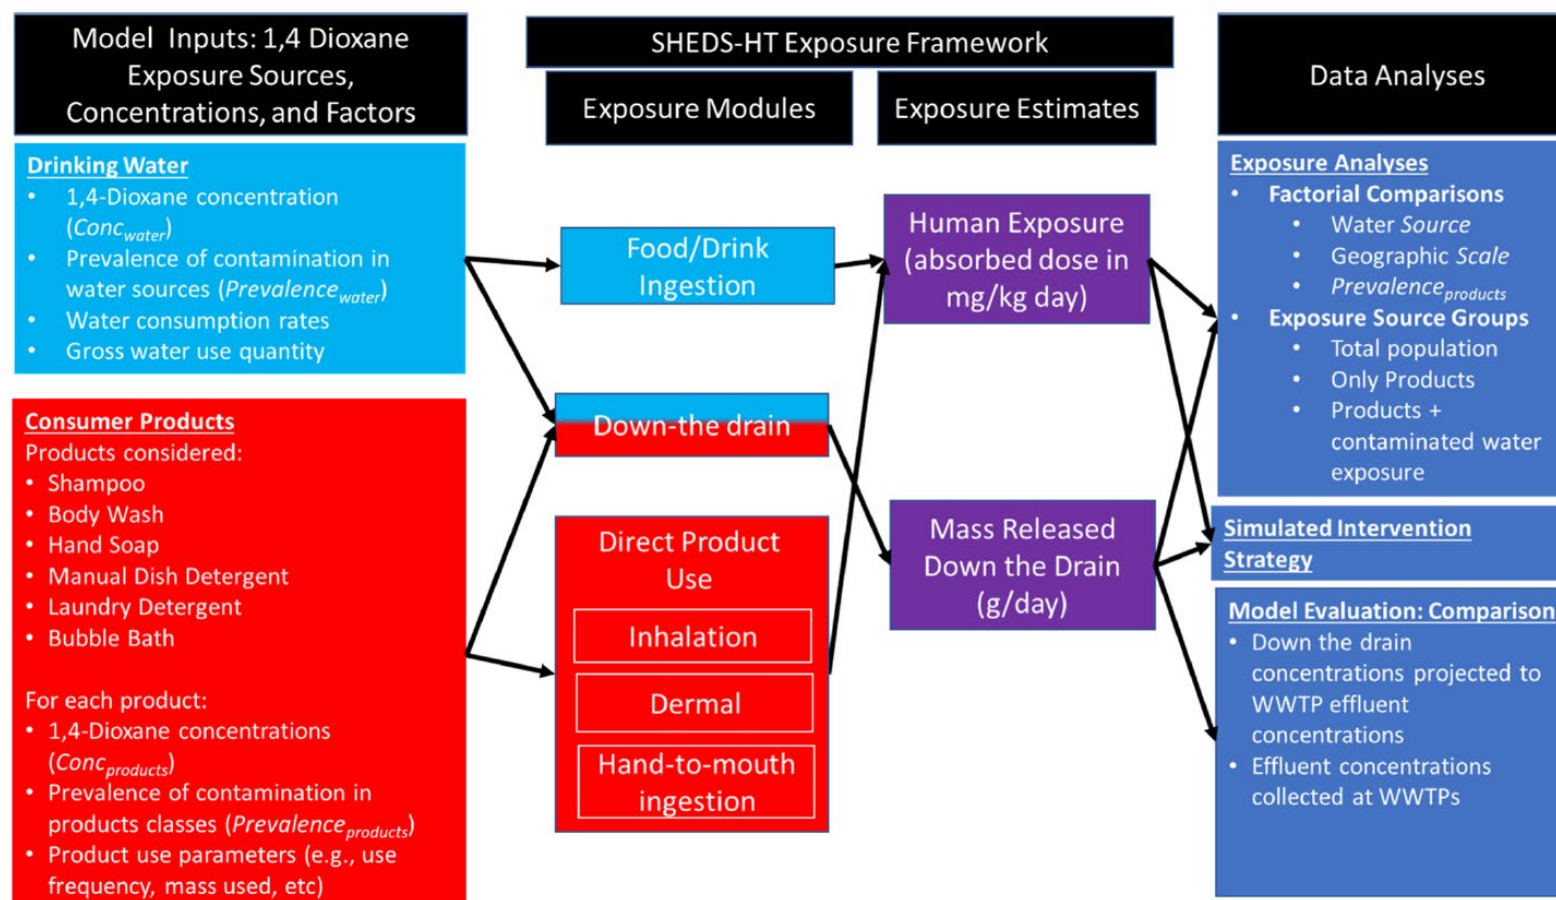 Model Inputs: 1,4 Dioxane
Exposure Sources,
Concentrations, and Factors
Drinking Water
• 1,4-Dioxane concentration
(Conc_water)
• Prevalence of contamination in
water sources (Prevalence_water)
• Water consumption rates
• Gross water use quantity
Consumer Products
Products considered:
• Shampoo
• Body Wash
• Hand Soap
• Manual Dish Detergent
• Laundry Detergent
• Bubble Bath
For each product:
• 1,4-Dioxane concentrations
(Conc_products)
• Prevalence of contamination in
products classes (Prevalence_products)
• Product use parameters (e.g., use
frequency, mass used, etc)
SHEDS-HT Exposure Framework
Exposure Modules
Food/Drink
Ingestion
Down-the drain
Direct Product
Use
Inhalation
Dermal
Hand-to-mouth
ingestion
Exposure Estimates
Human Exposure
(absorbed dose in
mg/kg day)
Mass Released
Down the Drain
(g/day)
Data Analyses
Exposure Analyses
• Factorial Comparisons
• Water Source
• Geographic Scale
• Prevalence_products
• Exposure Source Groups
• Total population
• Only Products
• Products +
contaminated water
exposure
Simulated Intervention
Strategy
Model Evaluation: Comparison
• Down the drain
concentrations projected to
WWTP effluent
concentrations
• Effluent concentrations
collected at WWTPs